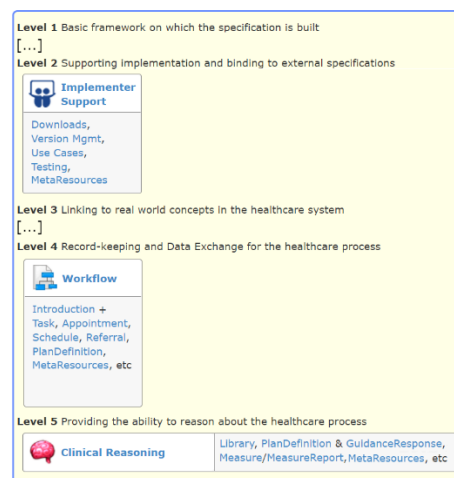 Level 1 Basic framework on which the specification is built
[...]
Level 2 Supporting implementation and binding to external specifications
Implementer
Support
Downloads,
Version Mgmt,
Use Cases,
Testing,
MetaResources
Level 3 Linking to real world concepts in the healthcare system
[...]
Level 4 Record-keeping and Data Exchange for the healthcare process
Workflow
Introduction +
Task, Appointment,
Schedule, Referral,
PlanDefinition,
MetaResources, etc
Level 5 Providing the ability to reason about the healthcare process
Clinical Reasoning
Library, PlanDefinition & GuidanceResponse,
Measure/MeasureReport,MetaResources, etc